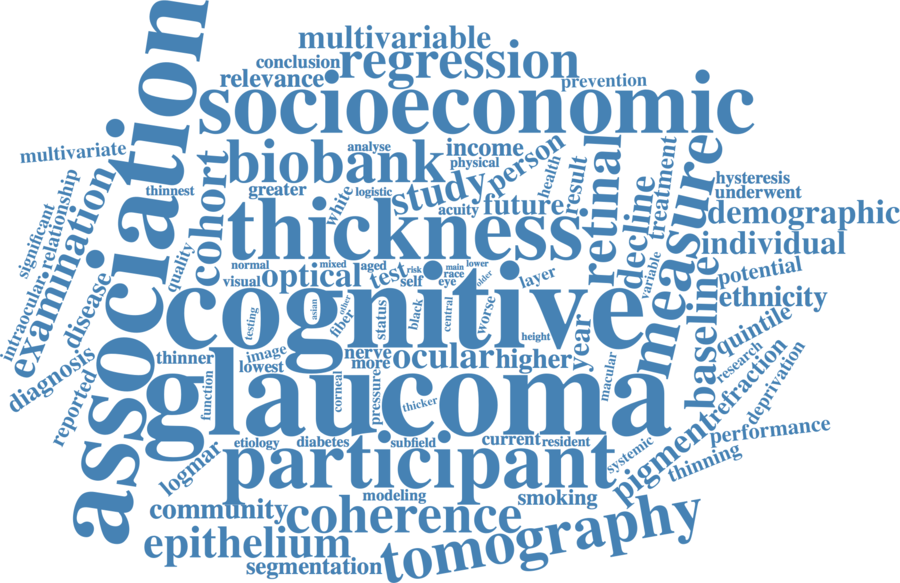 multivariable
conclusion
regression
relevance
prevention
socioeconomic
association
multivariate
biobank
analyse
income
person
physical
study
health
result
retinal
decline
treatment
measure
hysteresis
underwent
thinnest
greater
white
logistic
acuity
future
demographic
cohort
thickness
individual
significant
relationship
intraocular
examination
quality
normal
mixed
aged
lower
visual
optical
test
risk
self
main
race
eye
older
layer
variable
potential
baseline
ethnicity
disease
cognitive
testing
asian
other
fiber
status
black
central
worse
height
year
quintile
research
refraction
deprivation
diagnosis
thinner
image
lowest
nerve
more
ocular
higher
macular
reported
glaucoma
function
corneal
pressure
thicker
pigment
performance
thinning
etiology
diabetes
subfield
current
resident
systemic
logmar
participant
modeling
smoking
community
coherence
epithelium
segmentation
tomography